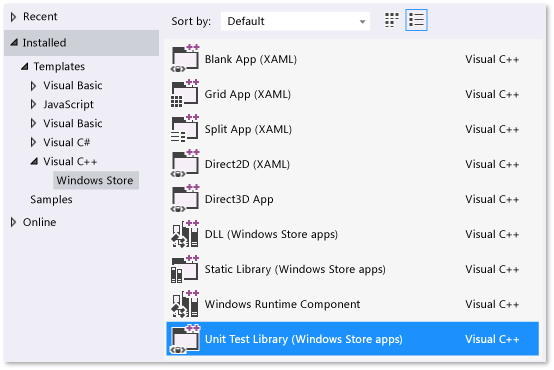 Recent
Installed
Templates
Visual Basic
JavaScript
Visual Basic
Visual C#
Visual C++
Windows Store
Samples
Online
Sort by: Default
Blank App (XAML) Visual C++
Grid App (XAML) Visual C++
Split App (XAML) Visual C++
Direct2D (XAML) Visual C++
Direct3D App Visual C++
DLL (Windows Store apps) Visual C++
Static Library (Windows Store apps) Visual C++
Windows Runtime Component Visual C++
Unit Test Library (Windows Store apps) Visual C++